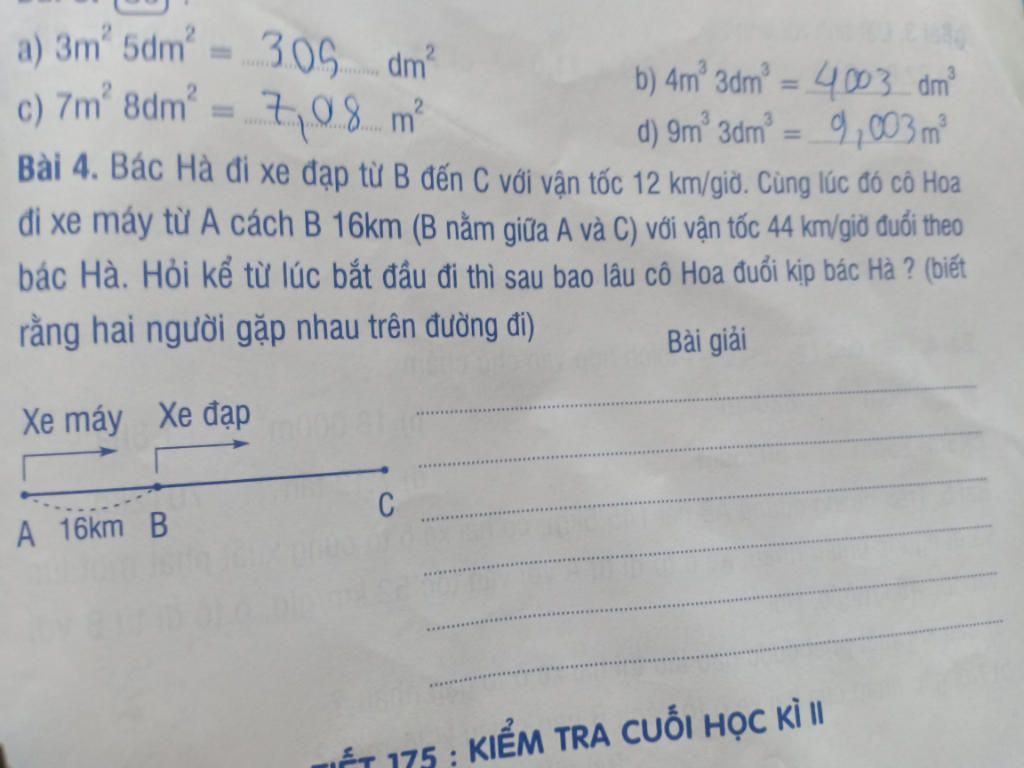 a) 3m² 5dm² = 305 dm²
b) 4m³ 3dm³ = 4003 dm³
c) 7m² 8dm² = 7,08 m²
d) 9m³ 3dm³ = 9,003 m³
Bài 4. Bác Hà đi xe đạp từ B đến C với vận tốc 12 km/giờ. Cùng lúc đó cô Hoa
đi xe máy từ A cách B 16km (B nằm giữa A và C) với vận tốc 44 km/giờ đuổi theo
bác Hà. Hỏi kể từ lúc bắt đầu đi thì sau bao lâu cô Hoa đuổi kịp bác Hà ? (biết
rằng hai người gặp nhau trên đường đi)
Bài giải
Xe máy Xe đạp
A 16km B C
TIẾT 175 : KIỂM TRA CUỐI HỌC KÌ II